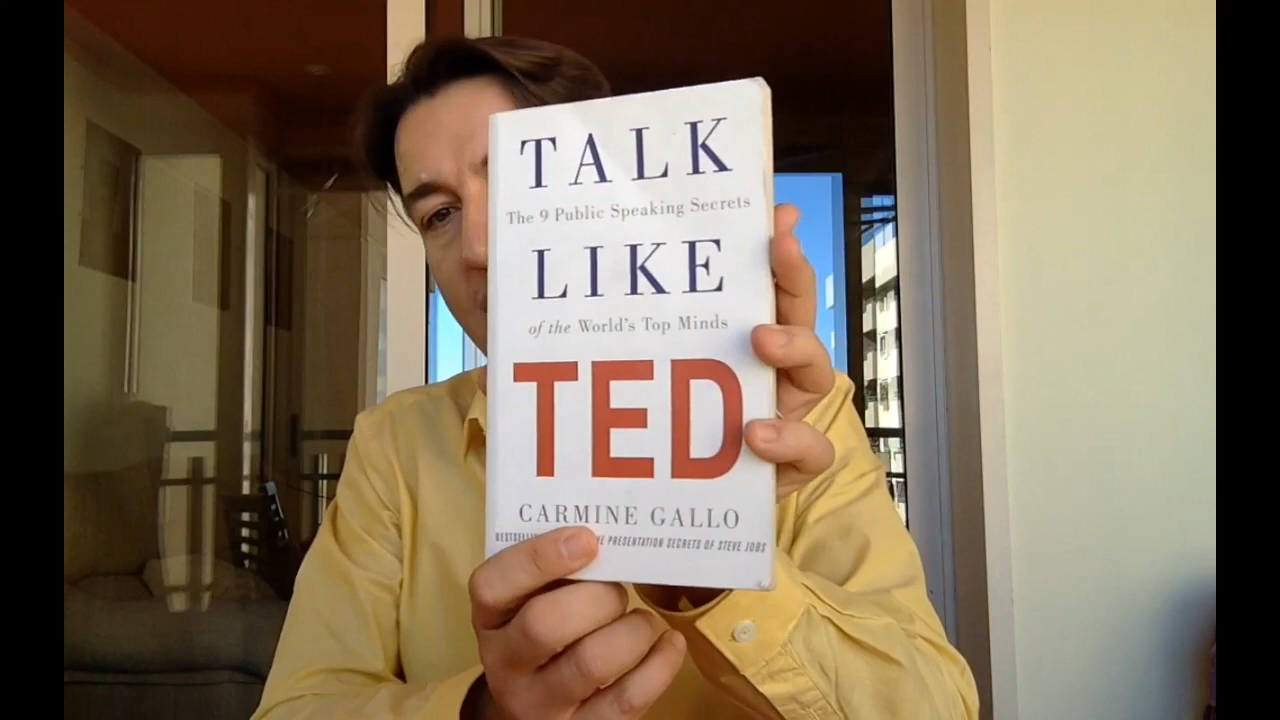 TALK
The 9 Public Speaking Secrets
LIKE
of the World's Top Minds
TED
CARMINE GALLO
THE PRESENTATION SECRETS OF STEVE JOBS